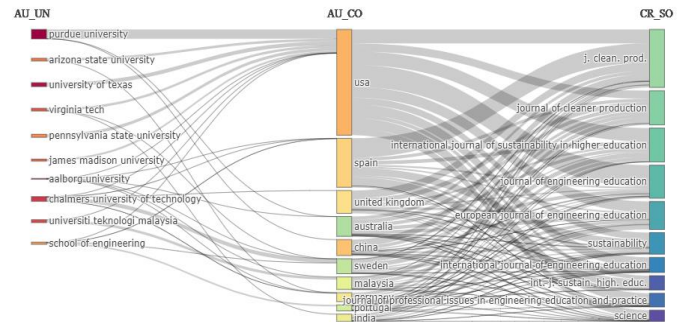 AU_UN
AU_CO
CR_SO
purdue university
arizona state university
university of texas
virginia tech
pennsylvania state university
james madison university
aalborg university
chalmers university of technology
universiti teknologi malaysia
school of engineering
usa
spain
united kingdom
australia
china
sweden
malaysia
germany
portugal
india
j. clean. prod.
journal of cleaner production
international journal of sustainability in higher education
journal of engineering education
european journal of engineering education
sustainability
international journal of engineering education
int. j. sustain. high. educ.
journal of professional issues in engineering education and practice
science